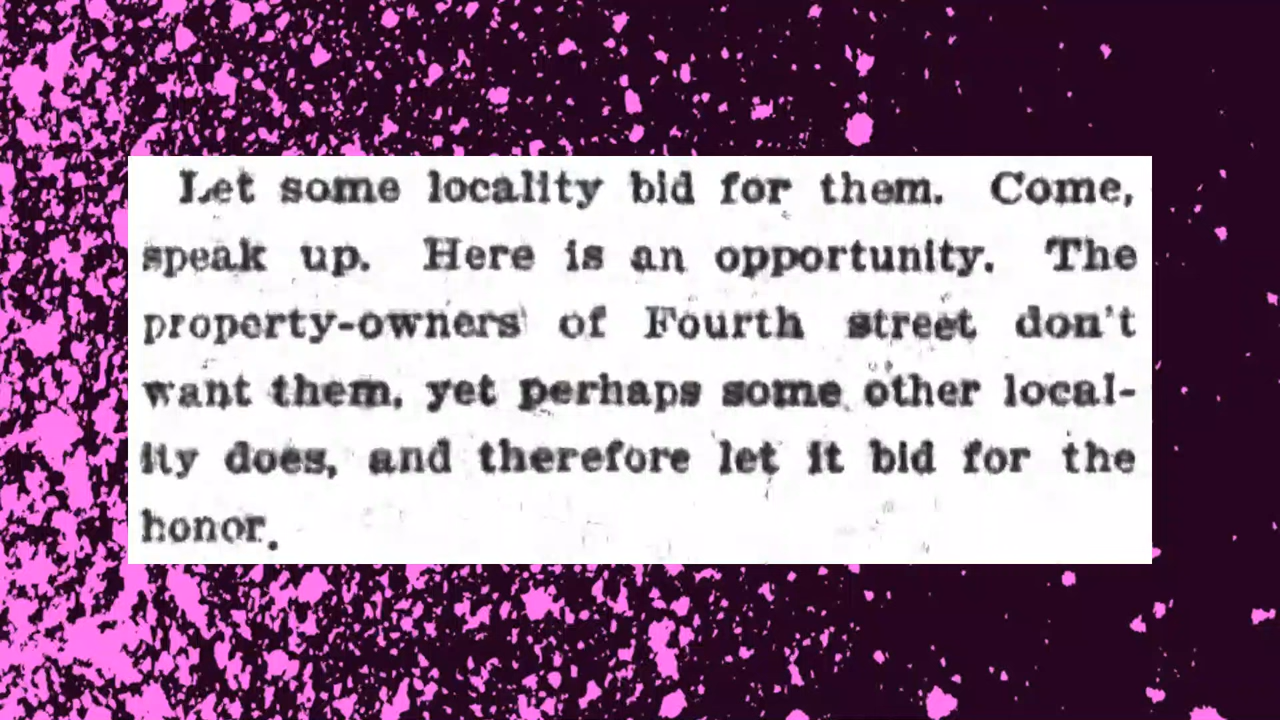 Let some locality bid for them. Come,
speak up. Here is an opportunity. The
property-owners of Fourth street don't
want them, yet perhaps some other local-
ity does, and therefore let it bid for the
honor.